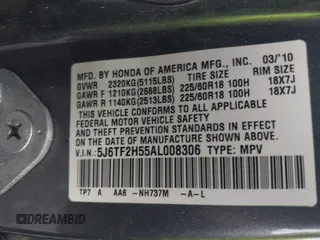 MFD. BY HONDA OF AMERICA MFG., INC. 03/'10
GVWR 2320KG(5115LBS) TIRE SIZE RIM SIZE
GAWR F 1210KG(2668LBS) 225/60R18 100H 18X7J
GAWR R 1140KG(2513LBS) 225/60R18 100H 18X7J
THIS VEHICLE CONFORMS TO ALL APPLICABLE
FEDERAL MOTOR VEHICLE SAFETY STANDARDS IN EFFECT
ON THE DATE OF MANUFACTURE SHOWN ABOVE.
V.I.N.: 5J6TF2H55AL008306 TYPE: MPV
TP7 A AA6 -NH737M -A-L
DREAMBID